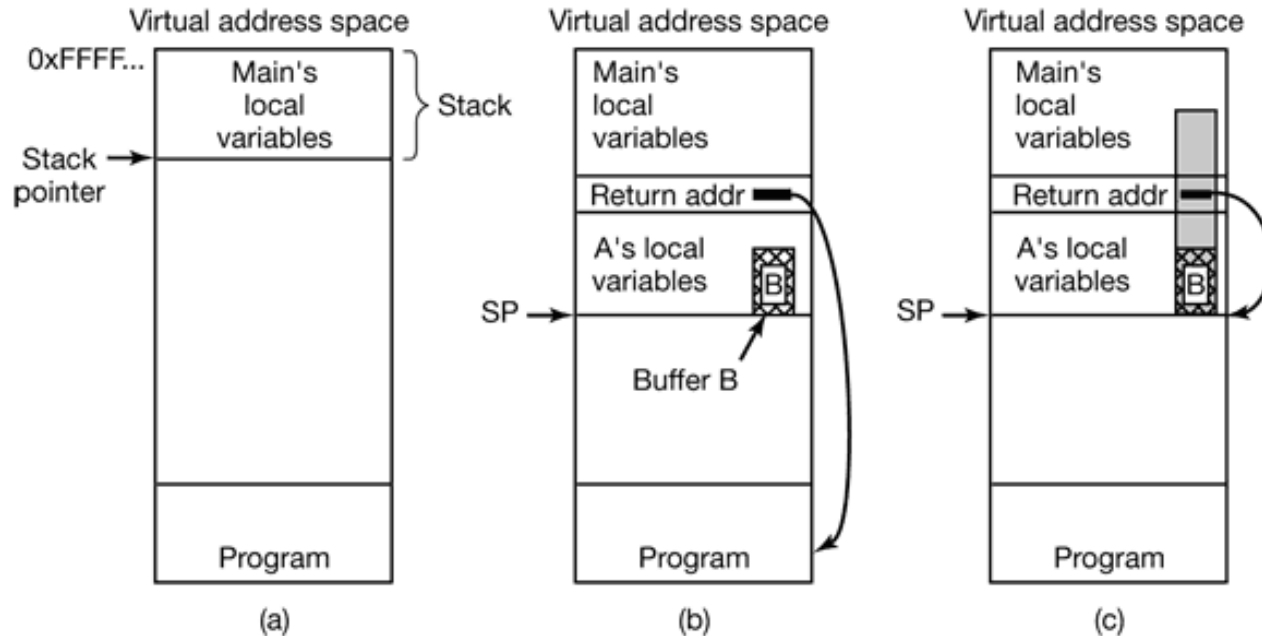 Virtual address space
0xFFFF...
Main's
local
variables
Stack
Stack
pointer
Program
(a)
Virtual address space
Main's
local
variables
Return addr
A's local
variables
B
SP
Buffer B
Program
(b)
Virtual address space
Main's
local
variables
Return addr
A's local
variables
B
SP
Program
(c)